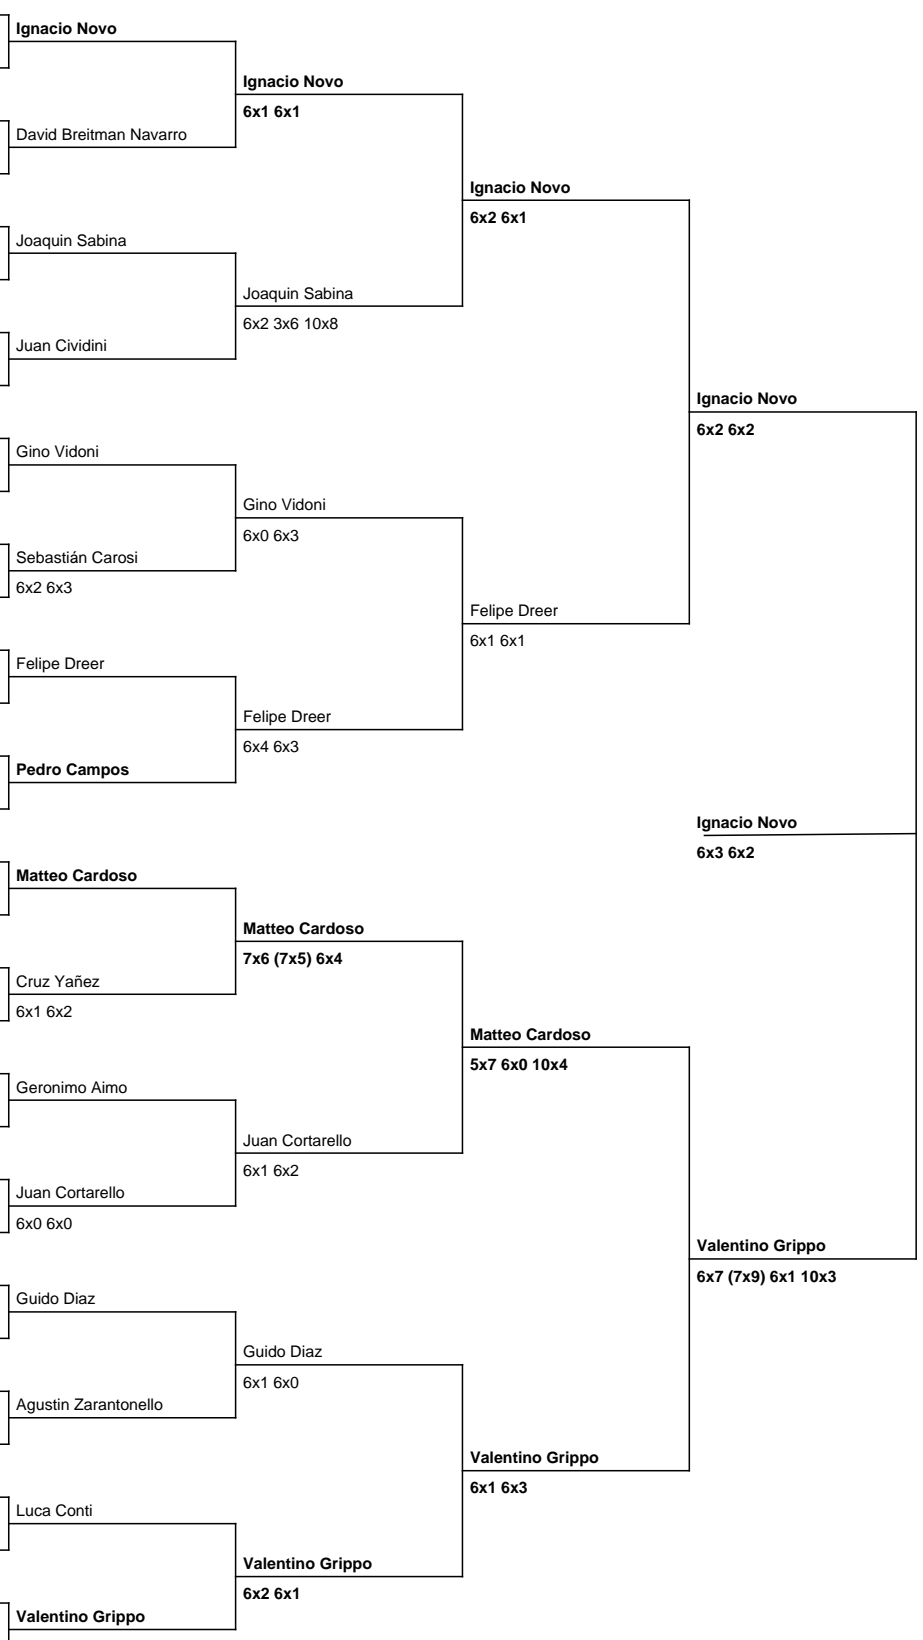 Ignacio Novo
Ignacio Novo
6x1 6x1
David Breitman Navarro
Ignacio Novo
6x2 6x1
Joaquin Sabina
Joaquin Sabina
6x2 3x6 10x8
Juan Cividini
Ignacio Novo
6x2 6x2
Gino Vidoni
Gino Vidoni
6x0 6x3
Sebastián Carosi
6x2 6x3
Felipe Dreer
6x1 6x1
Felipe Dreer
Felipe Dreer
6x4 6x3
Pedro Campos
Ignacio Novo
6x3 6x2
Matteo Cardoso
Matteo Cardoso
7x6 (7x5) 6x4
Cruz Yañez
6x1 6x2
Matteo Cardoso
5x7 6x0 10x4
Geronimo Aimo
Juan Cortarello
6x1 6x2
Juan Cortarello
6x0 6x0
Valentino Grippo
6x7 (7x9) 6x1 10x3
Guido Diaz
Guido Diaz
6x1 6x0
Agustin Zarantonello
Valentino Grippo
6x1 6x3
Luca Conti
Valentino Grippo
6x2 6x1
Valentino Grippo